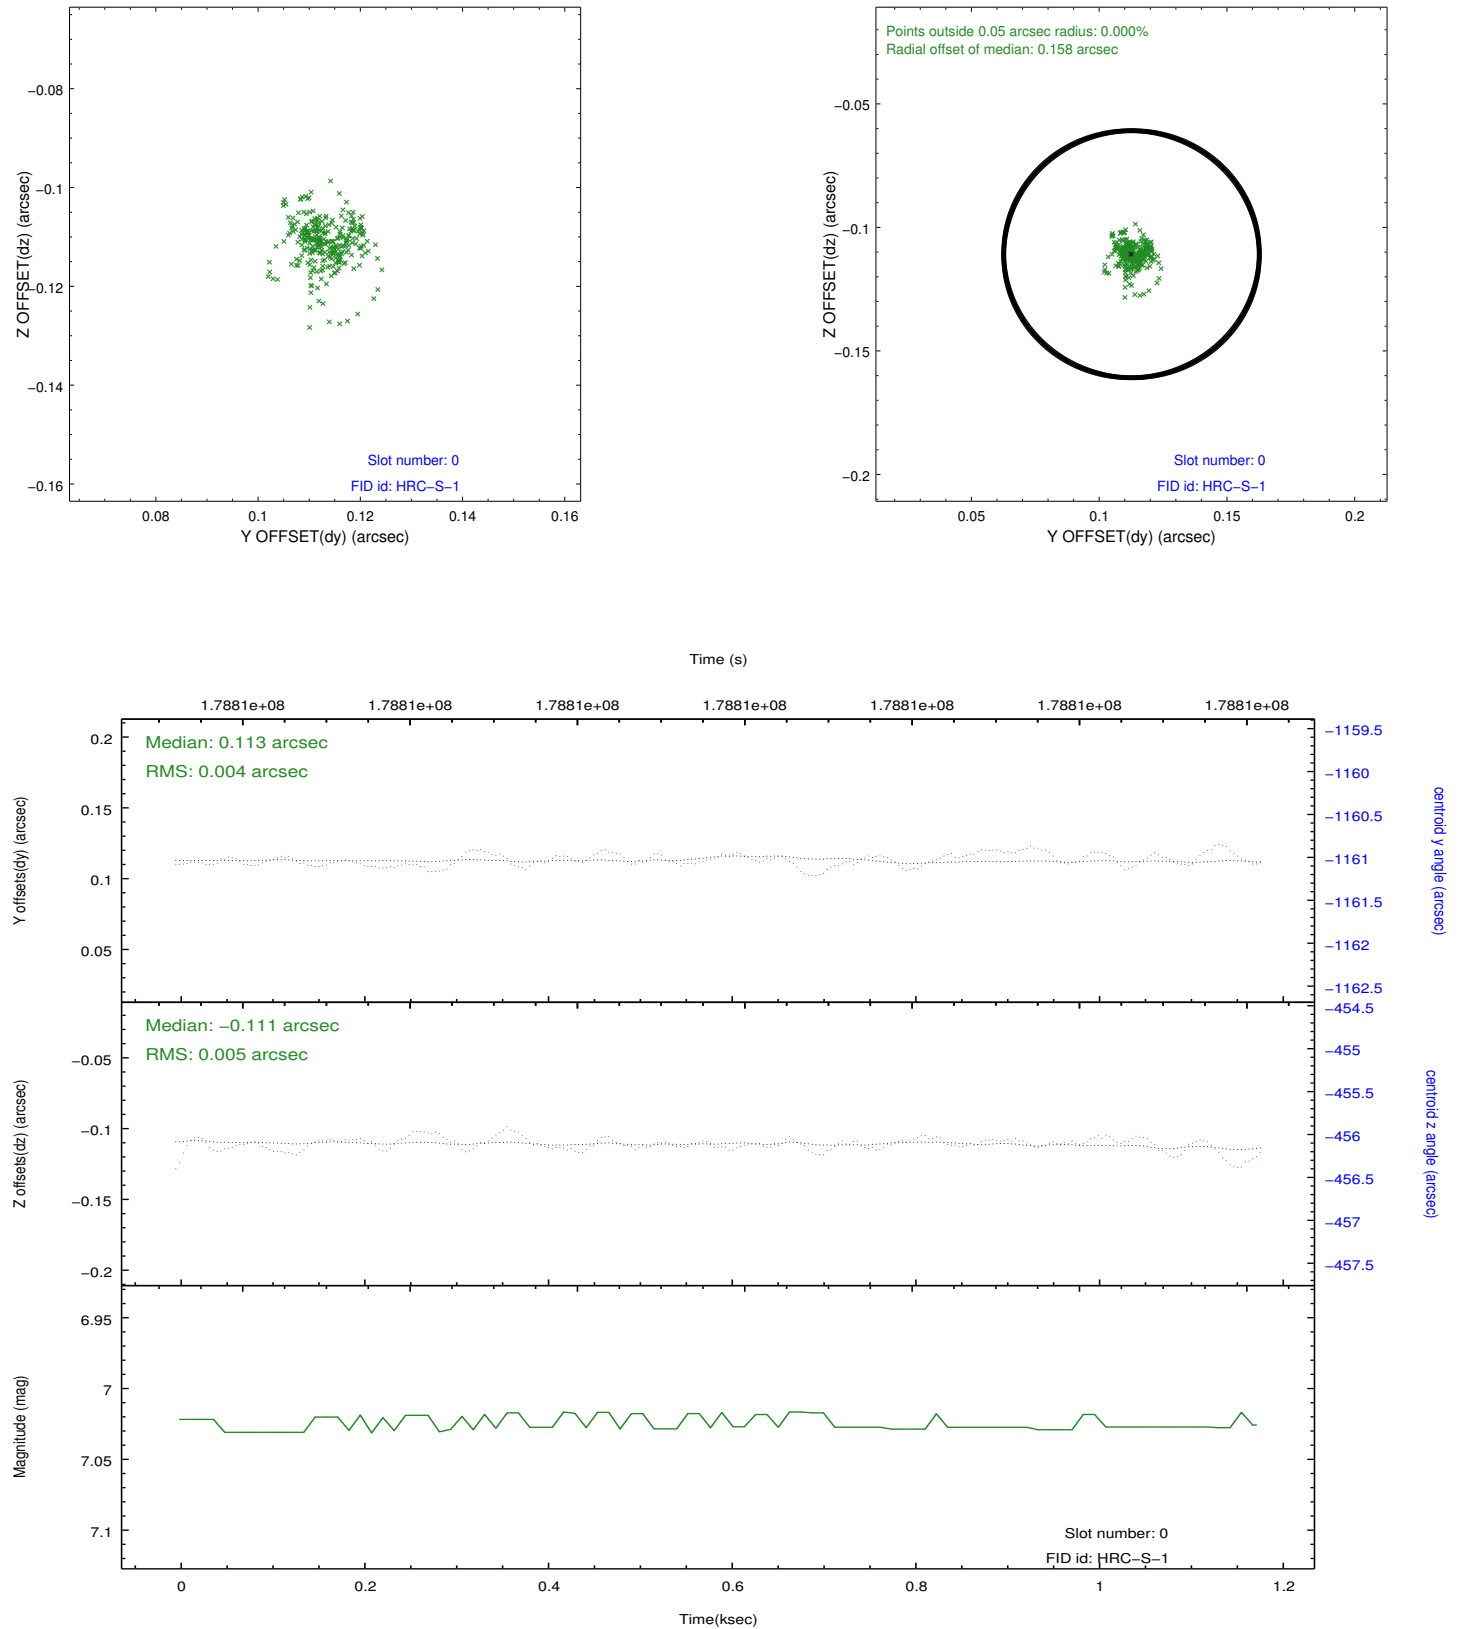 −0.08
−0.1
−0.12
−0.14
−0.16
Z OFFSET(dz) (arcsec)
Slot number: 0
FID id: HRC−S−1
0.08 0.1 0.12 0.14 0.16
Y OFFSET(dy) (arcsec)
Points outside 0.05 arcsec radius: 0.000%
Radial offset of median: 0.158 arcsec
−0.05
−0.1
−0.15
−0.2
Z OFFSET(dz) (arcsec)
Slot number: 0
FID id: HRC−S−1
0.05 0.1 0.15 0.2
Y OFFSET(dy) (arcsec)
Time (s)
1.7881e+08 1.7881e+08 1.7881e+08 1.7881e+08 1.7881e+08 1.7881e+08 1.7881e+08
Median: 0.113 arcsec
RMS: 0.004 arcsec
0.2
0.15
0.1
0.05
Y offsets(dy) (arcsec)
−1159.5
−1160
−1160.5
−1161
−1161.5
−1162
−1162.5
centroid y angle (arcsec)
Median: −0.111 arcsec
RMS: 0.005 arcsec
−0.05
−0.1
−0.15
−0.2
Z offsets(dz) (arcsec)
−454.5
−455
−455.5
−456
−456.5
−457
−457.5
centroid z angle (arcsec)
6.95
7
7.05
7.1
Magnitude (mag)
Slot number: 0
FID id: HRC−S−1
0 0.2 0.4 0.6 0.8 1 1.2
Time(ksec)